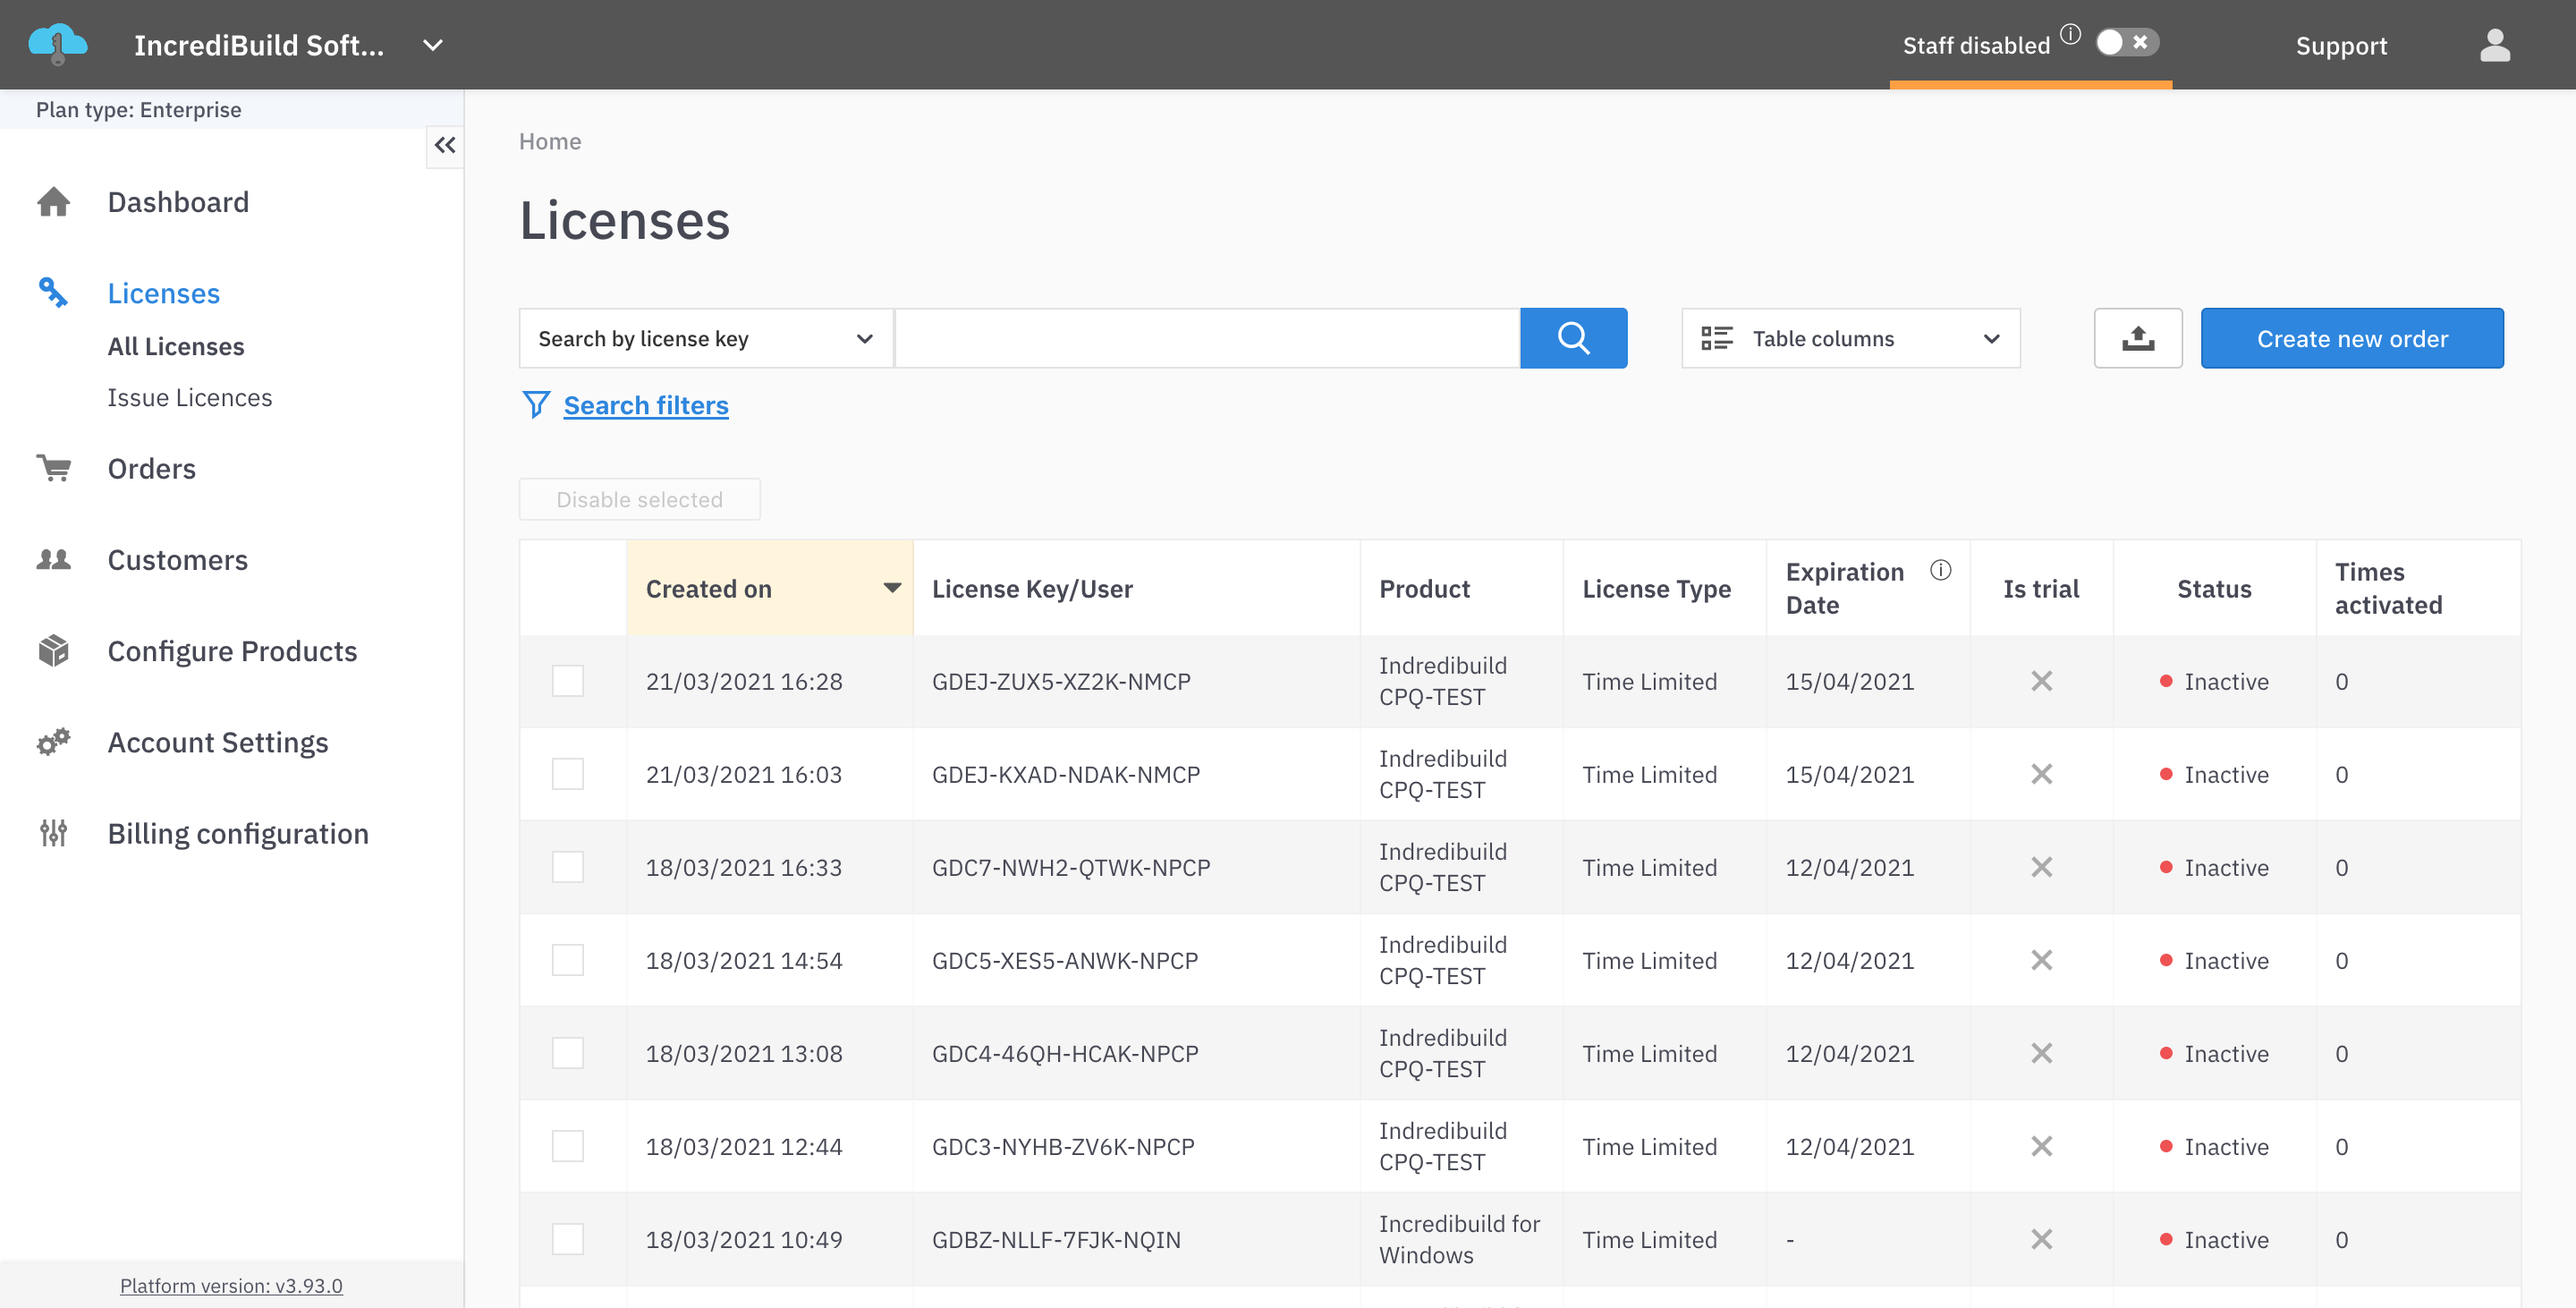 IncrediBuild Soft...
Staff disabled
Support
Plan type: Enterprise
Dashboard
Licenses
All Licenses
Issue Licences
Orders
Customers
Configure Products
Account Settings
Billing configuration
Platform version: v3.93.0
Home
Licenses
Search by license key
Table columns
Create new order
Search filters
Disable selected
Created on License Key/User Product License Type Expiration Date Is trial Status Times activated
21/03/2021 16:28 GDEJ-ZUX5-XZ2K-NMCP Indredibuild CPQ-TEST Time Limited 15/04/2021 Inactive 0
21/03/2021 16:03 GDEJ-KXAD-NDAK-NMCP Indredibuild CPQ-TEST Time Limited 15/04/2021 Inactive 0
18/03/2021 16:33 GDC7-NWH2-QTWK-NPCP Indredibuild CPQ-TEST Time Limited 12/04/2021 Inactive 0
18/03/2021 14:54 GDC5-XES5-ANWK-NPCP Indredibuild CPQ-TEST Time Limited 12/04/2021 Inactive 0
18/03/2021 13:08 GDC4-46QH-HCAK-NPCP Indredibuild CPQ-TEST Time Limited 12/04/2021 Inactive 0
18/03/2021 12:44 GDC3-NYHB-ZV6K-NPCP Indredibuild CPQ-TEST Time Limited 12/04/2021 Inactive 0
18/03/2021 10:49 GDBZ-NLLF-7FJK-NQIN Incredibuild for Windows Time Limited - Inactive 0